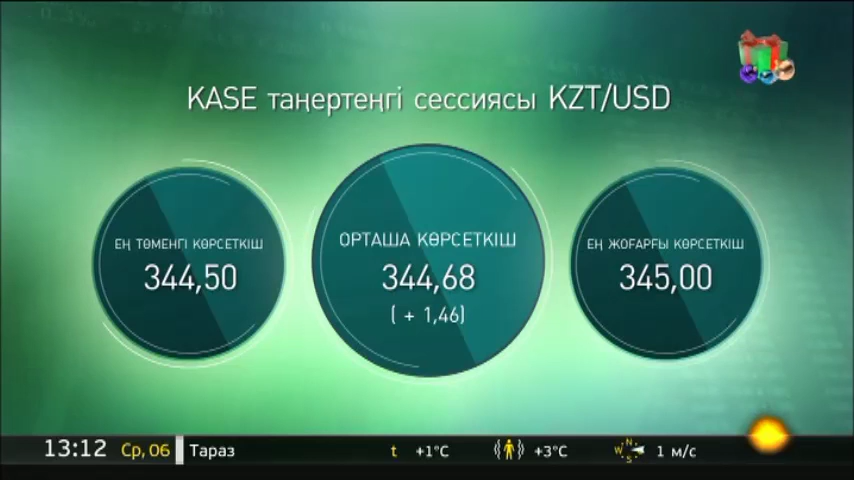 KASE таңертеңгі сессиясы KZT/USD
ЕҢ ТӨМЕНГІ КӨРСЕТКІШ
344,50
ОРТАША КӨРСЕТКІШ
344,68
( + 1,46)
ЕҢ ЖОҒАРҒЫ КӨРСЕТКІШ
345,00
13:12 Ср, 06 Тараз t +1°C +3°C N W S 1 м/с